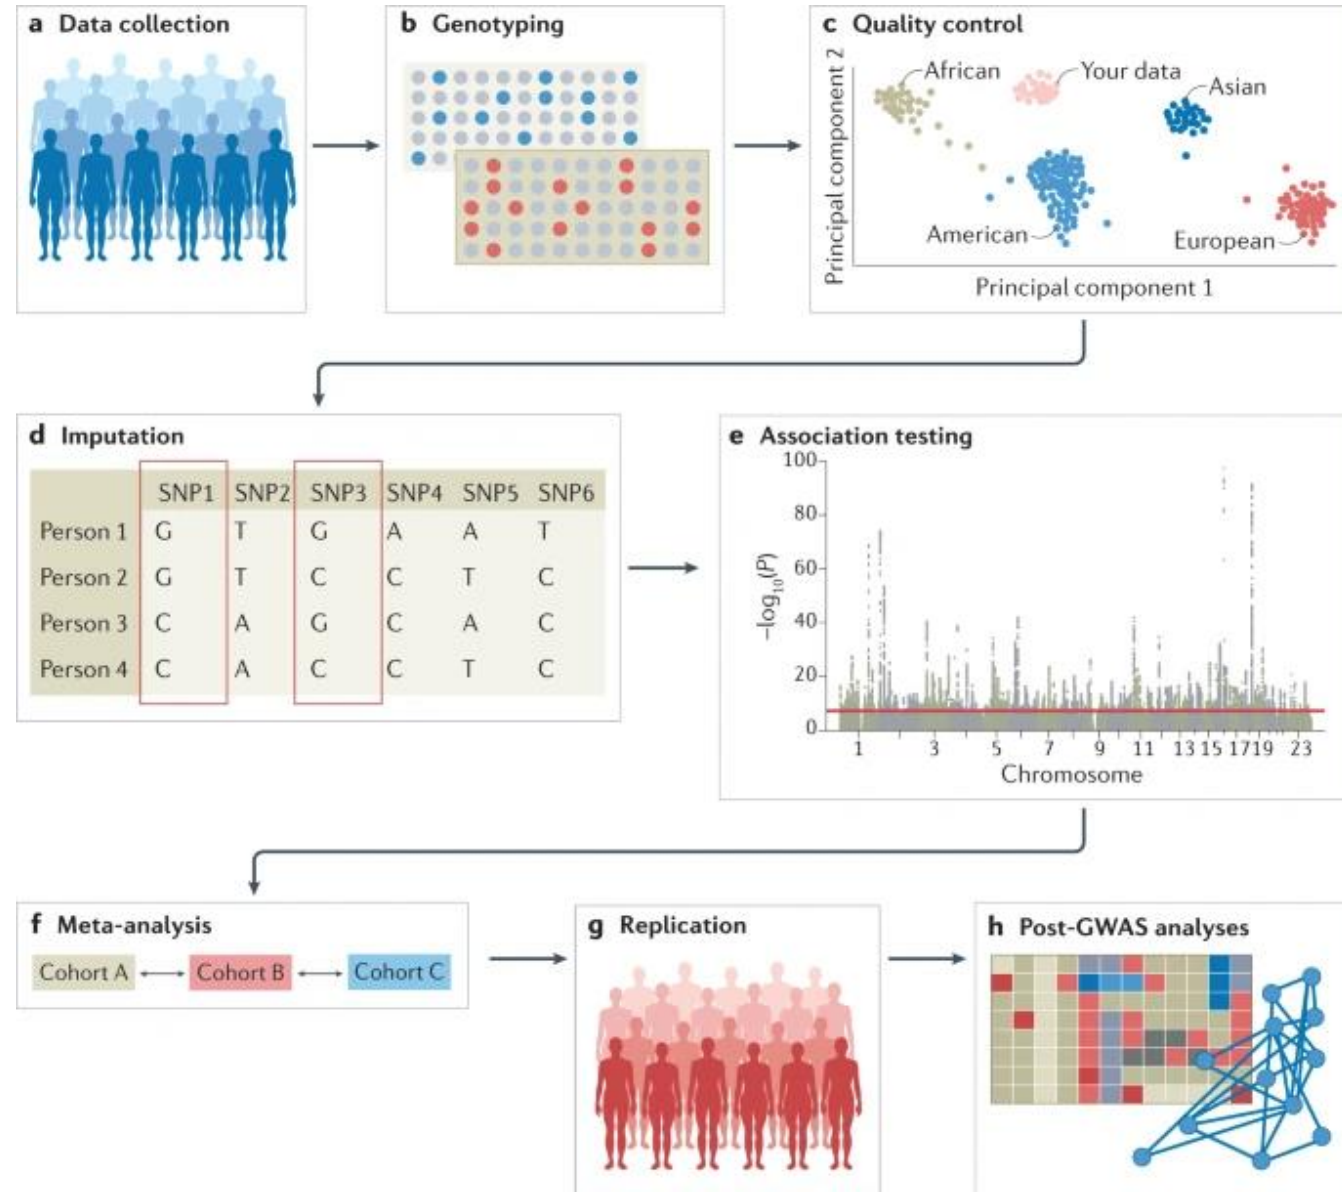 a Data collection
b Genotyping
c Quality control
Principal component 2
African
Your data
Asian
American
European
Principal component 1
d Imputation
SNP1 SNP2 SNP3 SNP4 SNP5 SNP6
Person 1 G T G A A T
Person 2 G T C C T C
Person 3 C A G C A C
Person 4 C A C C T C
e Association testing
–log10(P)
100
80
60
40
20
0
1 3 5 7 9 11 13 15 17 19 23
Chromosome
f Meta-analysis
Cohort A Cohort B Cohort C
g Replication
h Post-GWAS analyses